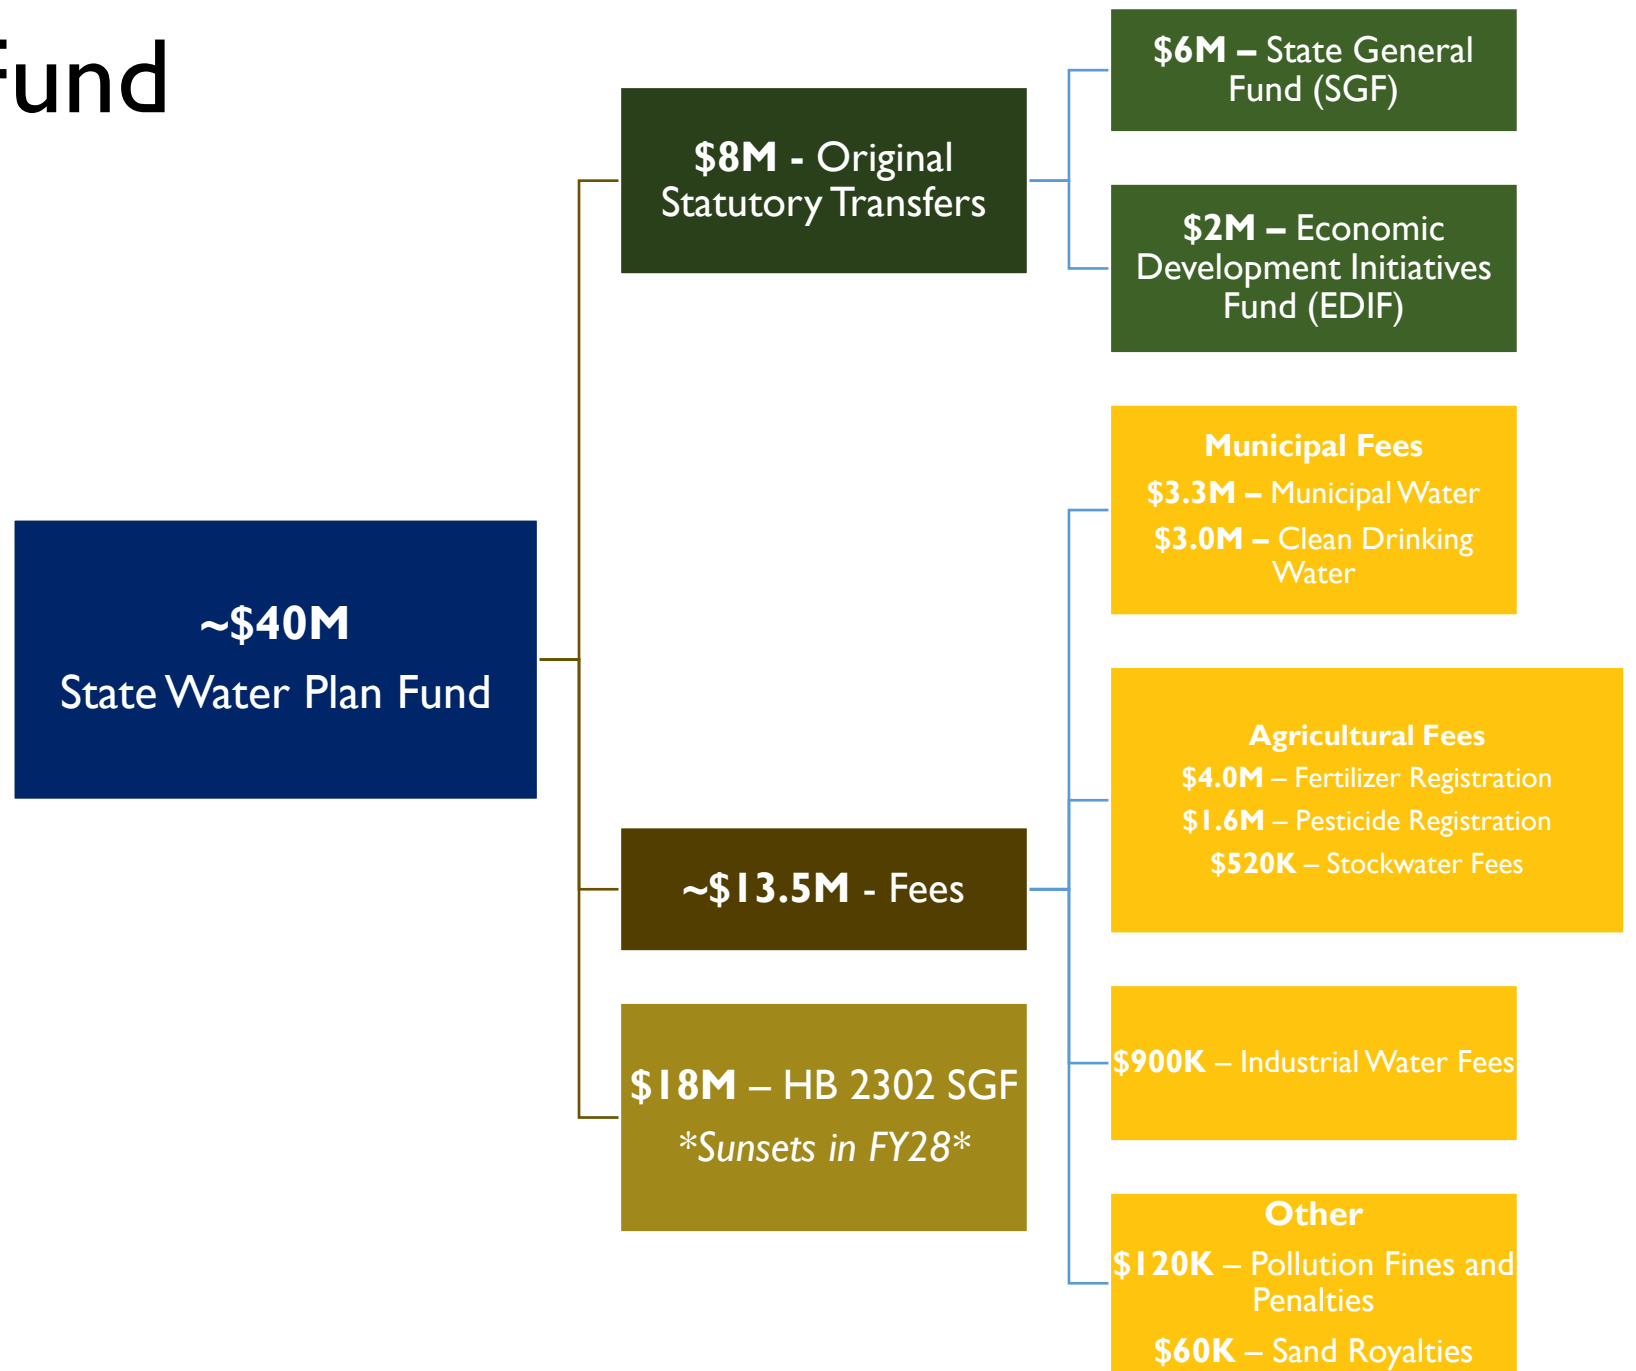 Fund
$6M – State General
Fund (SGF)
$8M - Original
Statutory Transfers
$2M – Economic
Development Initiatives
Fund (EDIF)
Municipal Fees
$3.3M – Municipal Water
$3.0M – Clean Drinking
Water
~$40M
State Water Plan Fund
Agricultural Fees
$4.0M – Fertilizer Registration
$1.6M – Pesticide Registration
$520K – Stockwater Fees
~$13.5M - Fees
$900K – Industrial Water Fees
$18M – HB 2302 SGF
*Sunsets in FY28*
Other
$120K – Pollution Fines and
Penalties
$60K – Sand Royalties